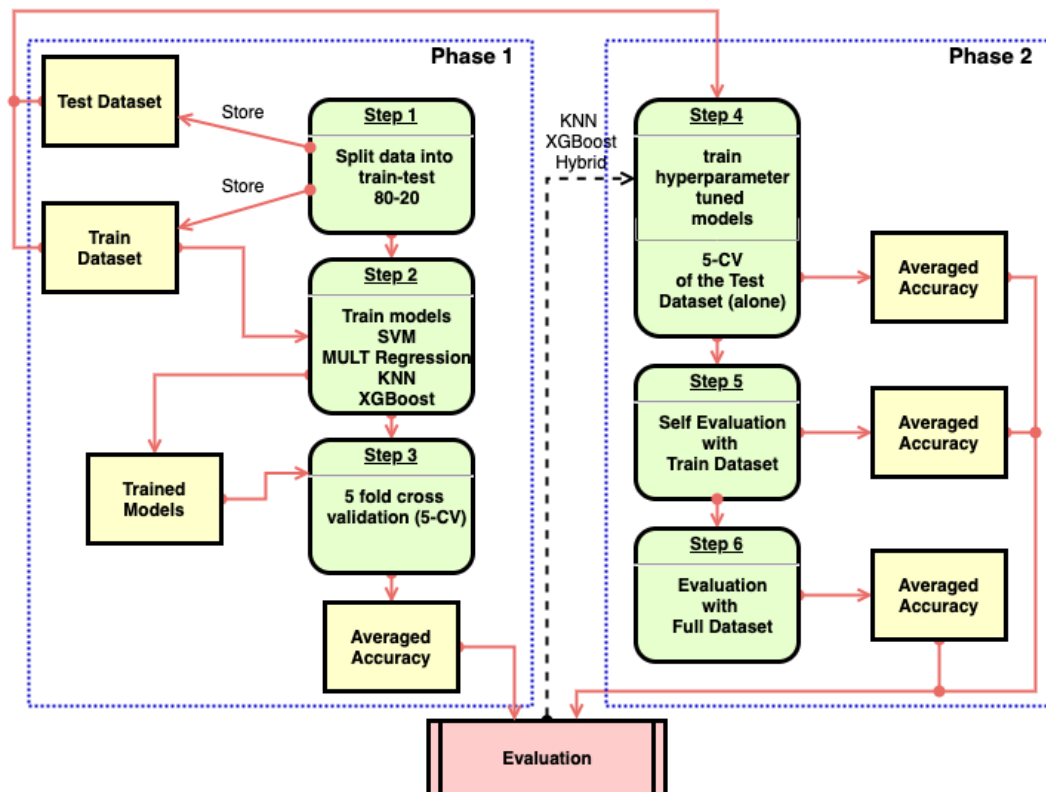 Phase 1
Test Dataset
Store
Store
Train
Dataset
Step 1
Split data into
train-test
80-20
Step 2
Train models
SVM
MULT Regression
KNN
XGBoost
Trained
Models
Step 3
5 fold cross
validation (5-CV)
Averaged
Accuracy
KNN
XGBoost
Hybrid
Phase 2
Step 4
train
hyperparameter
tuned
models
5-CV
of the Test
Dataset (alone)
Averaged
Accuracy
Step 5
Self Evaluation
with
Train Dataset
Averaged
Accuracy
Step 6
Evaluation
with
Full Dataset
Averaged
Accuracy
Evaluation